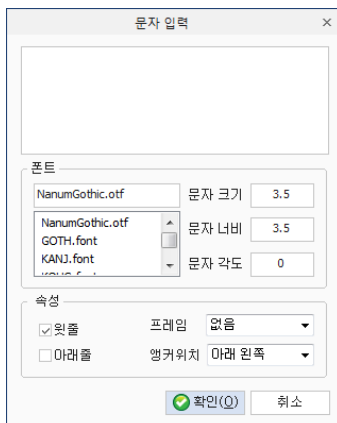 문자 입력
폰트
NanumGothic.otf
문자 크기
3.5
NanumGothic.otf
GOTH.font
KANJ.font
문자 너비
3.5
문자 각도
0
속성
윗줄
프레임
없음
아래줄
앵커위치
아래 왼쪽
확인(O)
취소